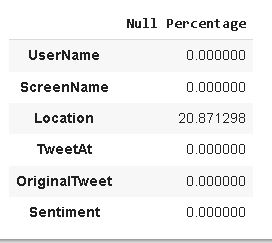 Null Percentage
UserName 0.000000
ScreenName 0.000000
Location 20.871298
TweetAt 0.000000
OriginalTweet 0.000000
Sentiment 0.000000